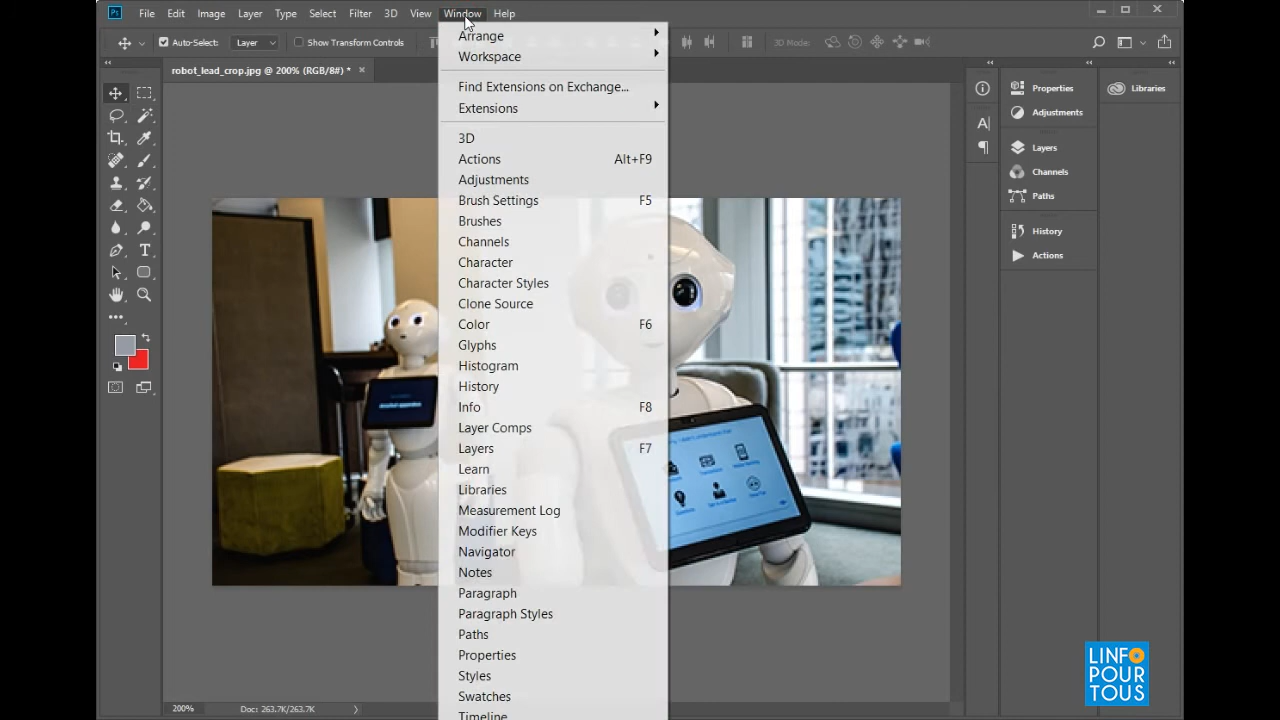 Ps File Edit Image Layer Type Select Filter 3D View Window Help
Auto-Select: Layer Show Transform Controls 3D Mode:
robot_lead_crop.jpg @ 200% (RGB/8#) * ×
Arrange
Workspace
Find Extensions on Exchange...
Extensions
3D
Actions Alt+F9
Adjustments
Brush Settings F5
Brushes
Channels
Character
Character Styles
Clone Source
Color F6
Glyphs
Histogram
History
Info F8
Layer Comps
Layers F7
Learn
Libraries
Measurement Log
Modifier Keys
Navigator
Notes
Paragraph
Paragraph Styles
Paths
Properties
Styles
Swatches
Timeline
Properties
Adjustments
Layers
Channels
Paths
History
Actions
Libraries
200% Doc: 263.7K/263.7K
LINFO
POUR
TOUS